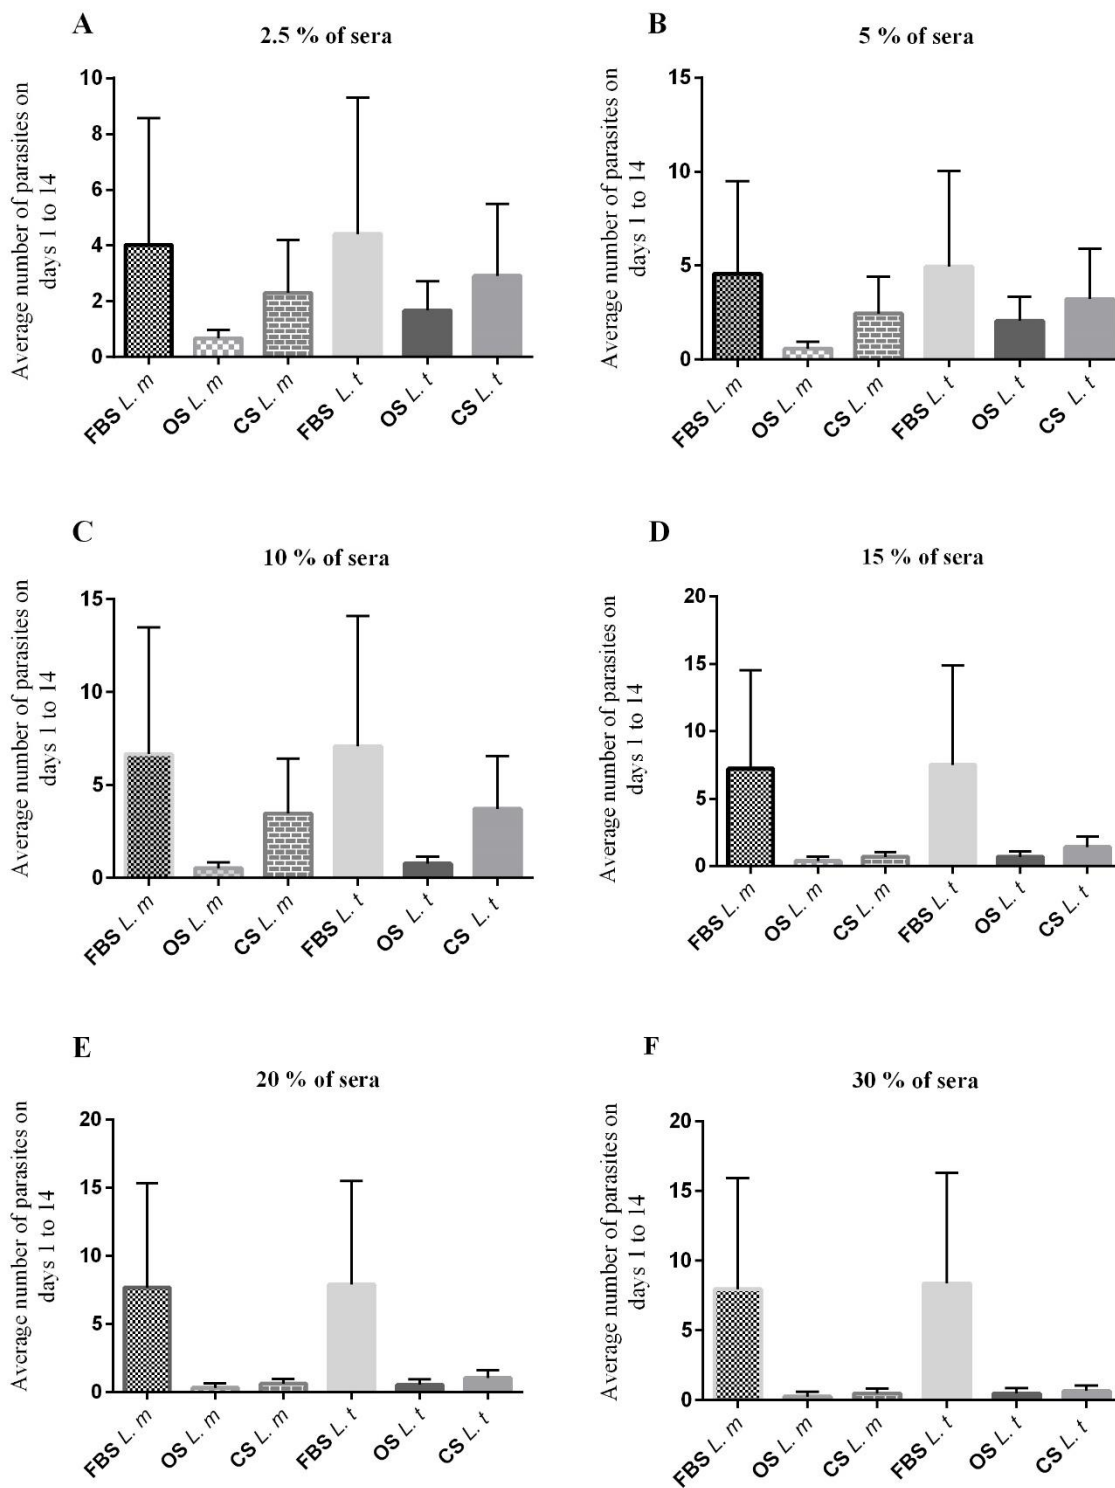 A
2.5 % of sera
Average number of parasites on
days 1 to 14
10
8
6
4
2
0
FBS L. m
OS L. m
CS L. m
FBS L. t
OS L. t
CS L. t
B
5 % of sera
Average number of parasites on
days 1 to 14
15
10
5
0
FBS L. m
OS L. m
CS L. m
FBS L. t
OS L. t
CS L. t
C
10 % of sera
Average number of parasites on
days 1 to 14
15
10
5
0
FBS L. m
OS L. m
CS L. m
FBS L. t
OS L. t
CS L. t
D
15 % of sera
Average number of parasites on
days 1 to 14
20
15
10
5
0
FBS L. m
OS L. m
CS L. m
FBS L. t
OS L. t
CS L. t
E
20 % of sera
Average number of parasites on
days 1 to 14
20
15
10
5
0
FBS L. m
OS L. m
CS L. m
FBS L. t
OS L. t
CS L. t
F
30 % of sera
Average number of parasites on
days 1 to 14
20
15
10
5
0
FBS L. m
OS L. m
CS L. m
FBS L. t
OS L. t
CS L. t